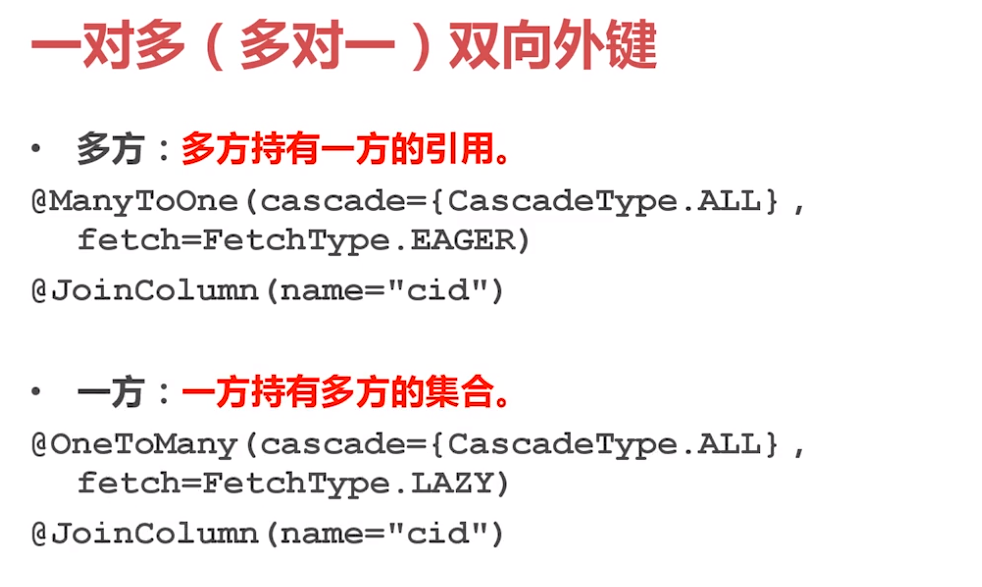 一对多（多对一）双向外键
• 多方：多方持有一方的引用。
@ManyToOne(cascade={CascadeType.ALL},
fetch=FetchType.EAGER)
@JoinColumn(name="cid")
• 一方：一方持有多方的集合。
@OneToMany(cascade={CascadeType.ALL},
fetch=FetchType.LAZY)
@JoinColumn(name="cid")